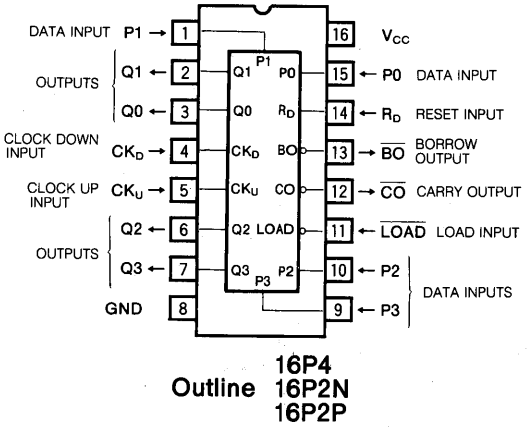 DATA INPUT P1 → 1 16 VCC
P1
Q1 ← 2 Q1 P0 15 ← P0 DATA INPUT
OUTPUTS
Q0 ← 3 Q0 RD 14 ← RD RESET INPUT
CLOCK DOWN INPUT CKD → 4 CKD BO 13 → B̅O̅ BORROW OUTPUT
CLOCK UP INPUT CKU → 5 CKU CO 12 → C̅O̅ CARRY OUTPUT
Q2 ← 6 Q2 LOAD 11 ← L̅O̅A̅D̅ LOAD INPUT
OUTPUTS
Q3 ← 7 Q3 P2 10 ← P2
DATA INPUTS
P3
GND 8 9 ← P3
16P4
Outline 16P2N
16P2P